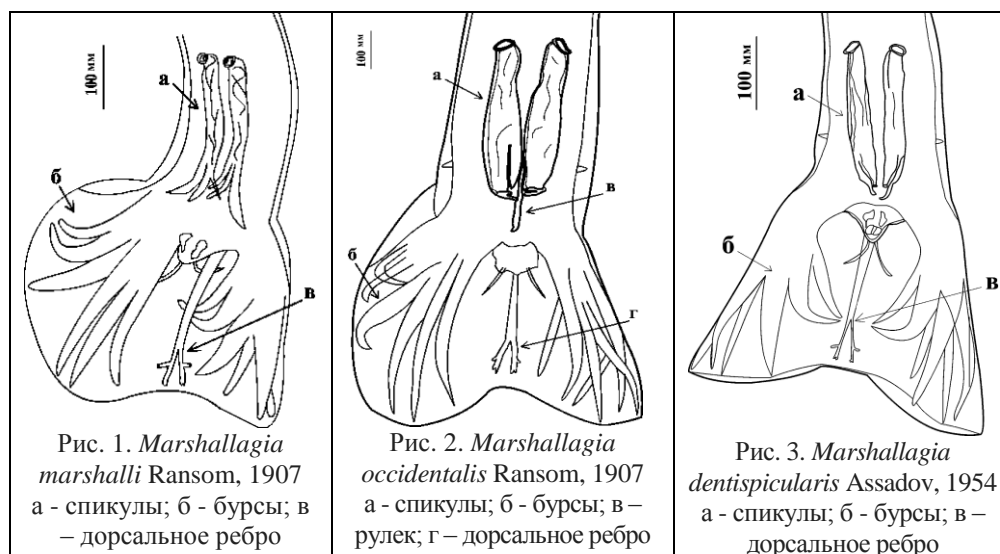 100 мм
а
б
в
Рис. 1. Marshallagia
marshalli Ransom, 1907
а - спикулы; б - бурсы; в
– дорсальное ребро
100 мм
а
в
б
г
Рис. 2. Marshallagia
occidentalis Ransom, 1907
а - спикулы; б - бурсы; в –
рулек; г – дорсальное ребро
100 мм
а
б
в
Рис. 3. Marshallagia
dentispicularis Assadov, 1954
а - спикулы; б - бурсы; в –
дорсальное ребро